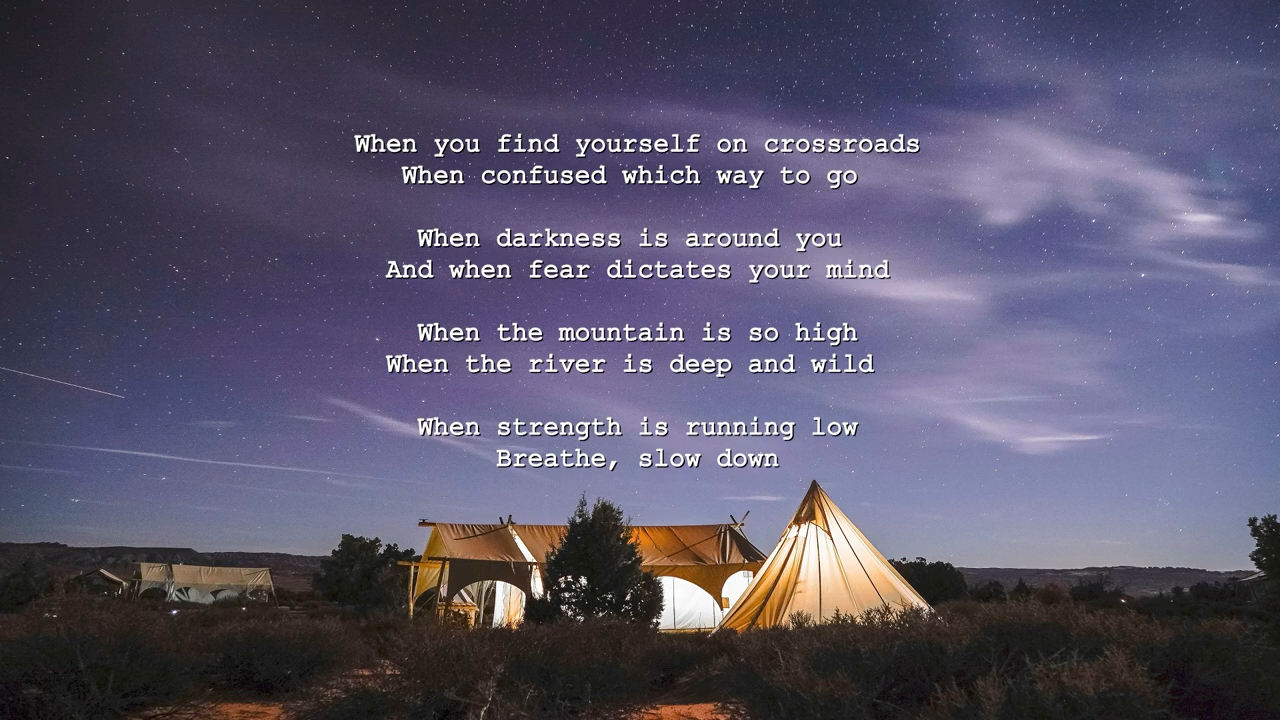 When you find yourself on crossroads
When confused which way to go
When darkness is around you
And when fear dictates your mind
When the mountain is so high
When the river is deep and wild
When strength is running low
Breathe, slow down